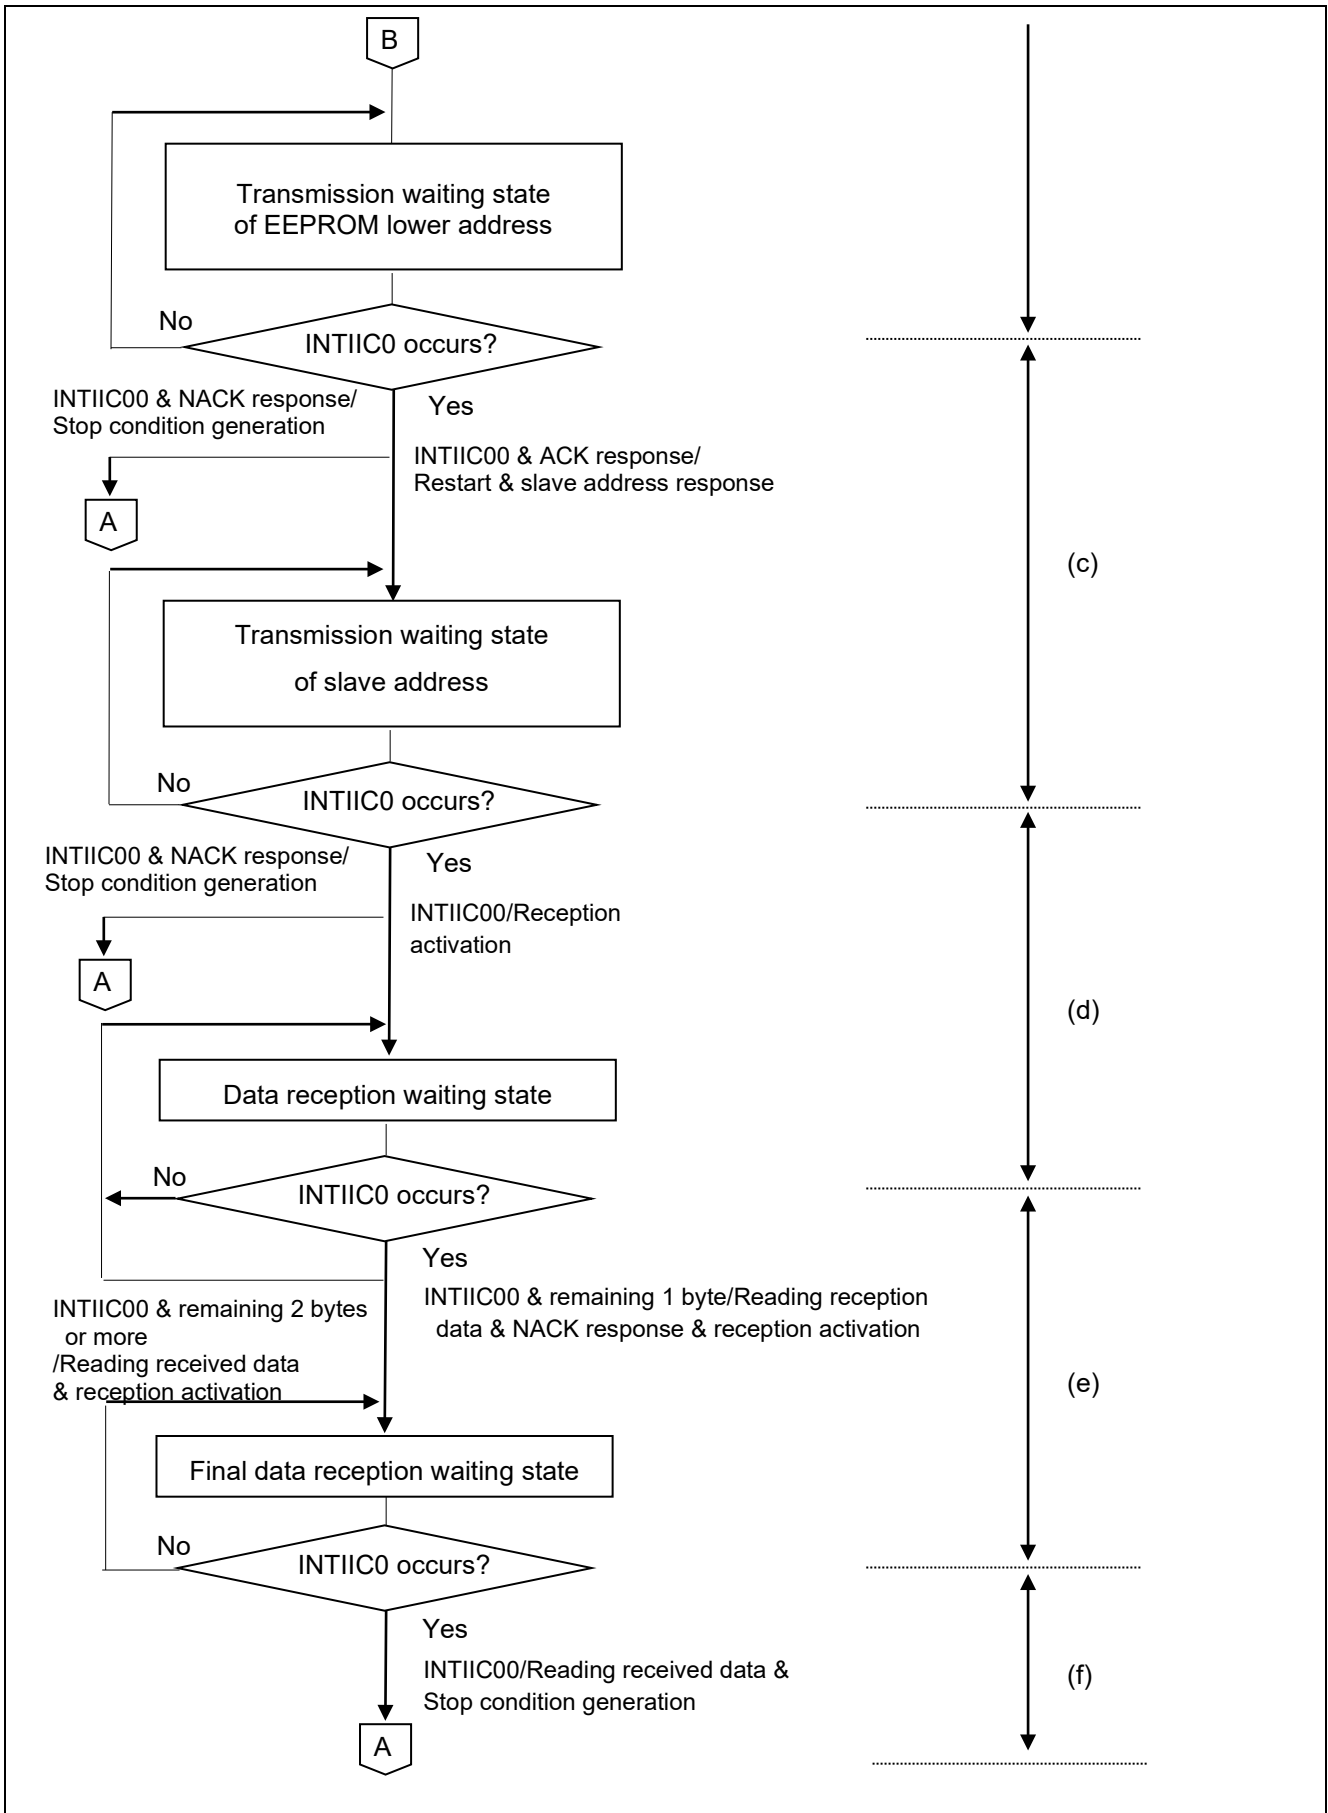 B
Transmission waiting state
of EEPROM lower address
No
INTIIC0 occurs?
INTIIC00 & NACK response/
Stop condition generation
Yes
INTIIC00 & ACK response/
Restart & slave address response
A
(c)
Transmission waiting state
of slave address
No
INTIIC0 occurs?
INTIIC00 & NACK response/
Stop condition generation
Yes
INTIIC00/Reception
activation
A
(d)
Data reception waiting state
No
INTIIC0 occurs?
Yes
INTIIC00 & remaining 1 byte/Reading reception
data & NACK response & reception activation
INTIIC00 & remaining 2 bytes
or more
/Reading received data
& reception activation
(e)
Final data reception waiting state
No
INTIIC0 occurs?
Yes
INTIIC00/Reading received data &
Stop condition generation
(f)
A